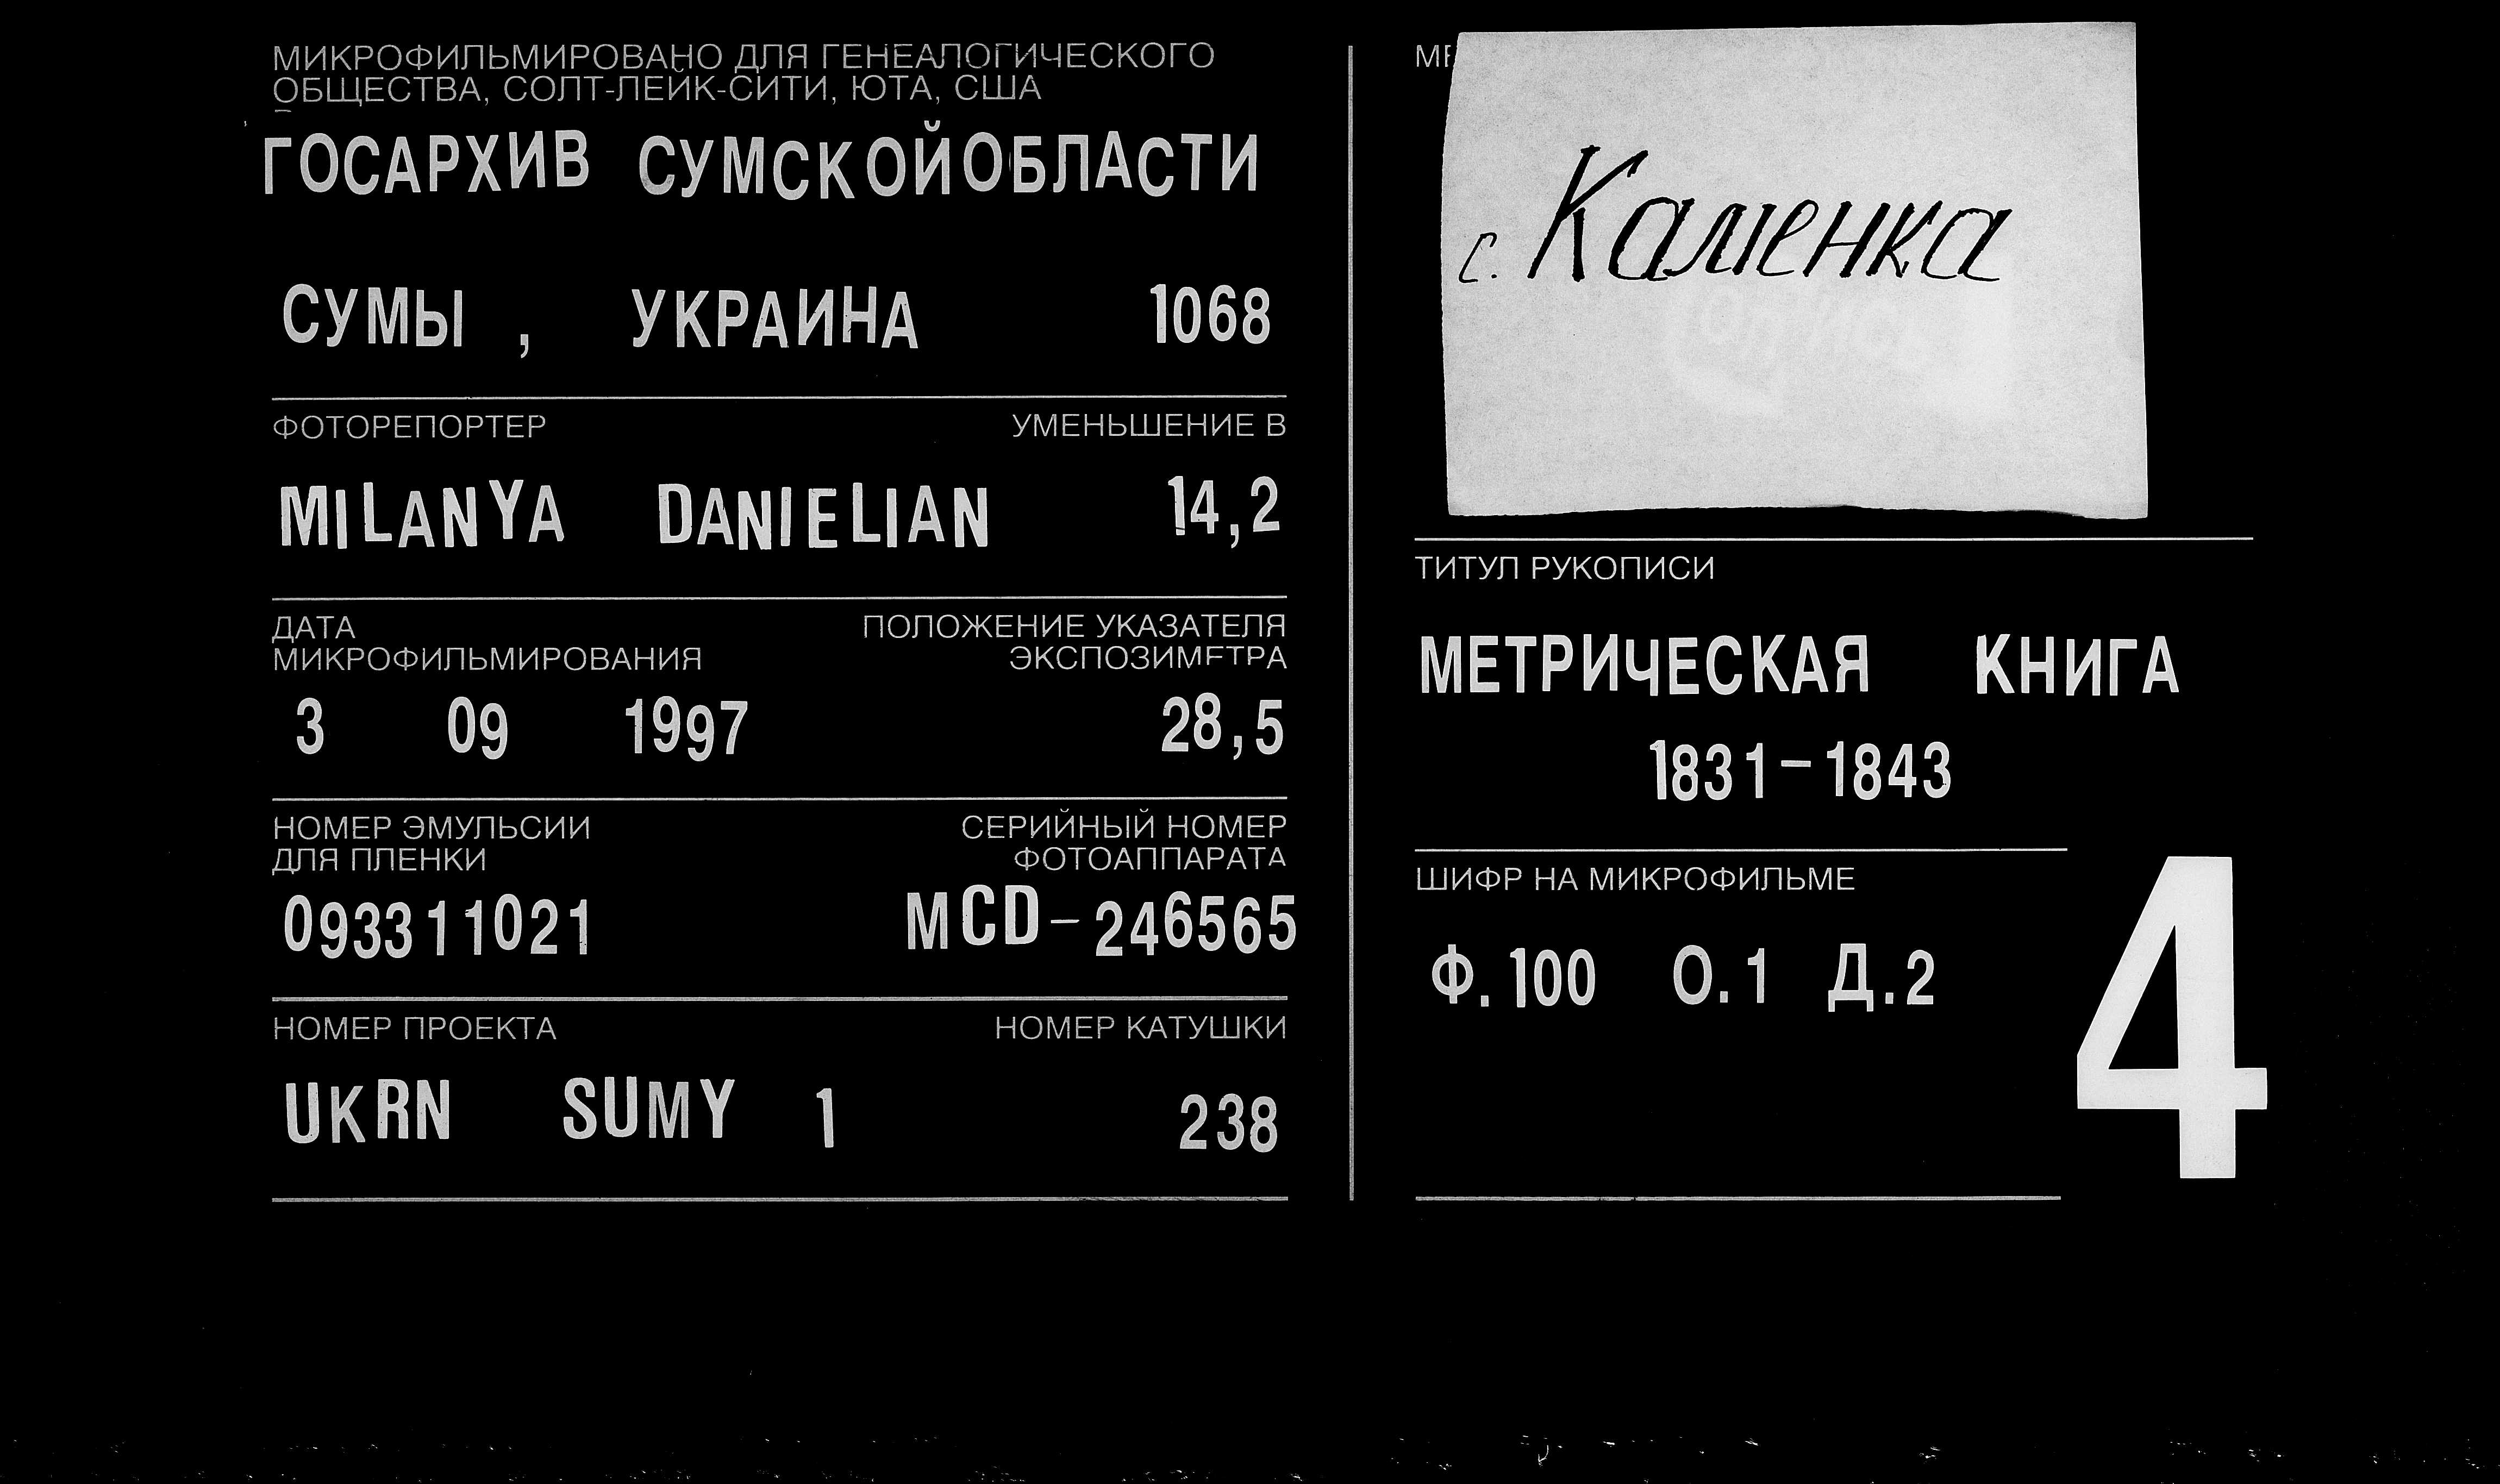 МИКРОФИЛЬМИРОВАНО ДЛЯ ГЕНЕАЛОГИЧЕСКОГО
ОБЩЕСТВА, СОЛТ-ЛЕЙК-СИТИ, ЮТА, США
ГОСАРХИВ СУМСКОЙ ОБЛАСТИ
СУМЫ , УКРАИНА 1068
ФОТОРЕПОРТЕР УМЕНЬШЕНИЕ В
MILANYA DANIELIAN 14,2
ДАТА ПОЛОЖЕНИЕ УКАЗАТЕЛЯ
МИКРОФИЛЬМИРОВАНИЯ ЭКСПОЗИМЕТРА
3 09 1997 28,5
НОМЕР ЭМУЛЬСИИ СЕРИЙНЫЙ НОМЕР
ДЛЯ ПЛЕНКИ ФОТОАППАРАТА
093311021 MCD-246565
НОМЕР ПРОЕКТА НОМЕР КАТУШКИ
UKRN SUMY 1 238
с. Каменка
ТИТУЛ РУКОПИСИ
МЕТРИЧЕСКАЯ КНИГА
1831-1843
ШИФР НА МИКРОФИЛЬМЕ
Ф.100 О.1 Д.2
4